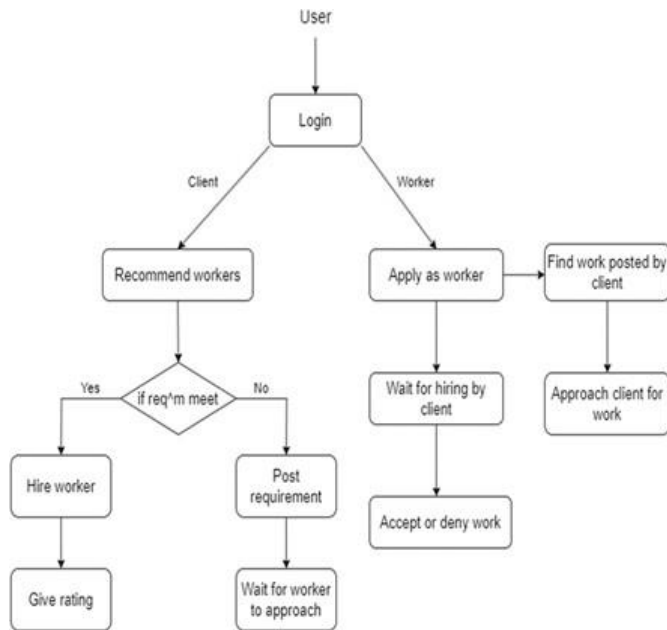 User
Login
Client
Worker
Recommend workers
Apply as worker
Find work posted by
client
if req^m meet
Yes
No
Wait for hiring by
client
Approach client for
work
Hire worker
Post
requirement
Accept or deny work
Give rating
Wait for worker
to approach